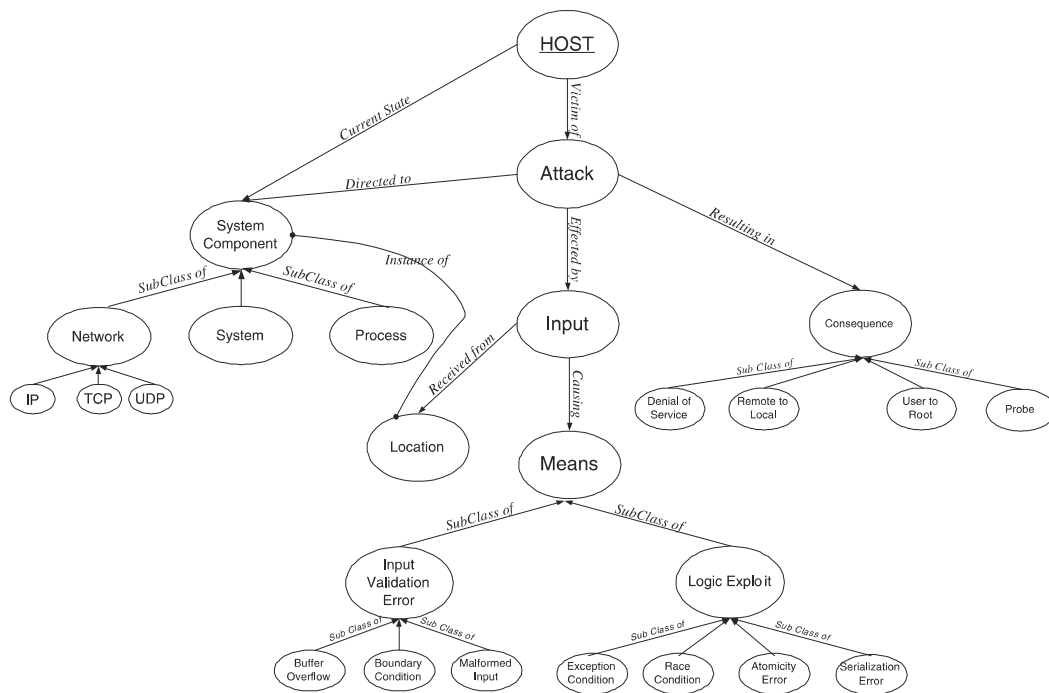 HOST
Current State
Victim of
Attack
Directed to
Resulting in
Effected by
System
Component
Instance of
SubClass of
SubClass of
Network
System
Process
Input
Consequence
Received from
Causing
IP
TCP
UDP
Sub Class of
Sub Class of
Denial of
Service
Remote to
Local
User to
Root
Probe
Location
Means
SubClass of
SubClass of
Input
Validation
Error
Logic Exploit
Sub Class of
Sub Class of
Sub Class of
Sub Class of
Buffer
Overflow
Boundary
Condition
Malformed
Input
Exception
Condition
Race
Condition
Atomicity
Error
Serialization
Error